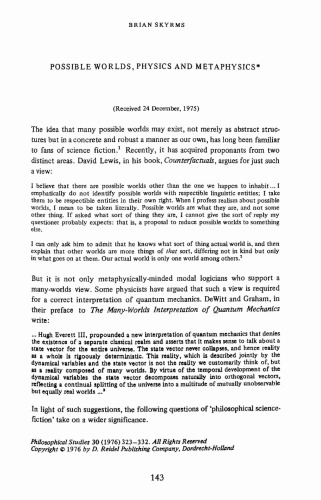 BRIAN SKYRMS
POSSIBLE WORLDS, PHYSICS AND METAPHYSICS*
(Received 24 December, 1975)
The idea that many possible worlds may exist, not merely as abstract struc-
tures but in a concrete and robust a manner as our own, has long been familiar
to fans of science fiction.¹ Recently, it has acquired proponants from two
distinct areas. David Lewis, in his book, Counterfactuals, argues for just such
a view:
I believe that there are possible worlds other than the one we happen to inhabit ... I
emphatically do not identify possible worlds with respectible linguistic entities; I take
them to be respectible entities in their own right. When I profess realism about possible
worlds, I mean to be taken literally. Possible worlds are what they are, and not some
other thing. If asked what sort of thing they are, I cannot give the sort of reply my
questioner probably expects: that is, a proposal to reduce possible worlds to something
else.
I can only ask him to admit that he knows what sort of thing actual world is, and then
explain that other worlds are more things of that sort, differing not in kind but only
in what goes on at them. Our actual world is only one world among others.²
But it is not only metaphysically-minded modal logicians who support a
many-worlds view. Some physicists have argued that such a view is required
for a correct interpretation of quantum mechanics. DeWitt and Graham, in
their preface to The Many-Worlds Interpretation of Quantum Mechanics
write:
... Hugh Everett III, propounded a new interpretation of quantum mechanics that denies
the existence of a separate classical realm and asserts that it makes sense to talk about a
state vector for the entire universe. The state vector never collapses, and hence reality
as a whole is rigoously deterministic. This reality, which is described jointly by the
dynamical variables and the state vector is not the reality we customarily think of, but
as a reality composed of many worlds. By virtue of the temporal development of the
dynamical variables the state vector decomposes naturally into orthogonal vectors,
reflecting a continual splitting of the universe into a multitude of mutually unobservable
but equally real worlds ...³
In light of such suggestions, the following questions of 'philosophical science-
fiction' take on a wider significance.
Philosophical Studies 30 (1976) 323–332. All Rights Reserved
Copyright © 1976 by D. Reidel Publishing Company, Dordrecht-Holland
143